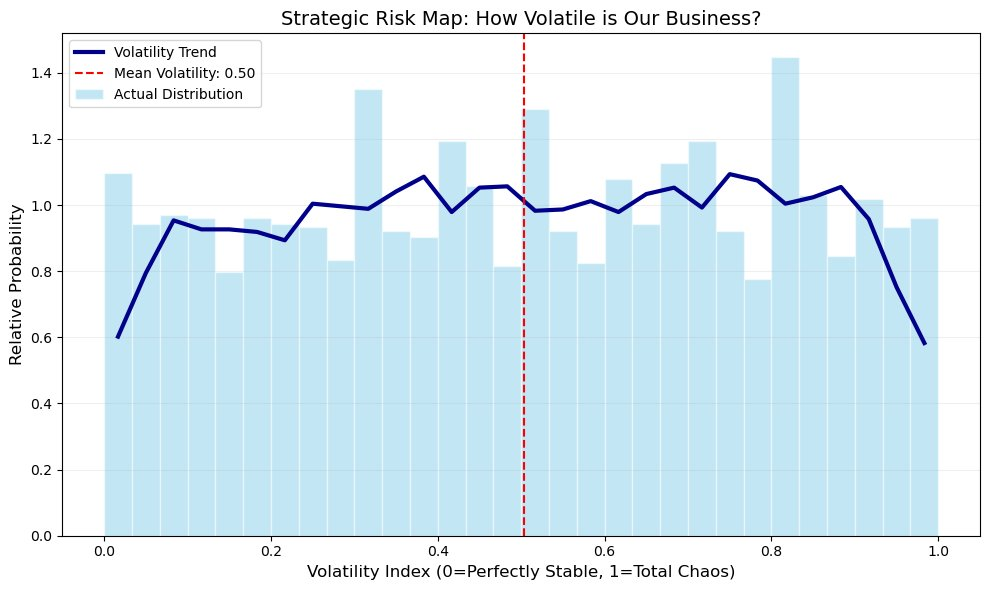 Strategic Risk Map: How Volatile is Our Business?
Volatility Trend
Mean Volatility: 0.50
Actual Distribution
Relative Probability
1.4
1.2
1.0
0.8
0.6
0.4
0.2
0.0
0.0 0.2 0.4 0.6 0.8 1.0
Volatility Index (0=Perfectly Stable, 1=Total Chaos)